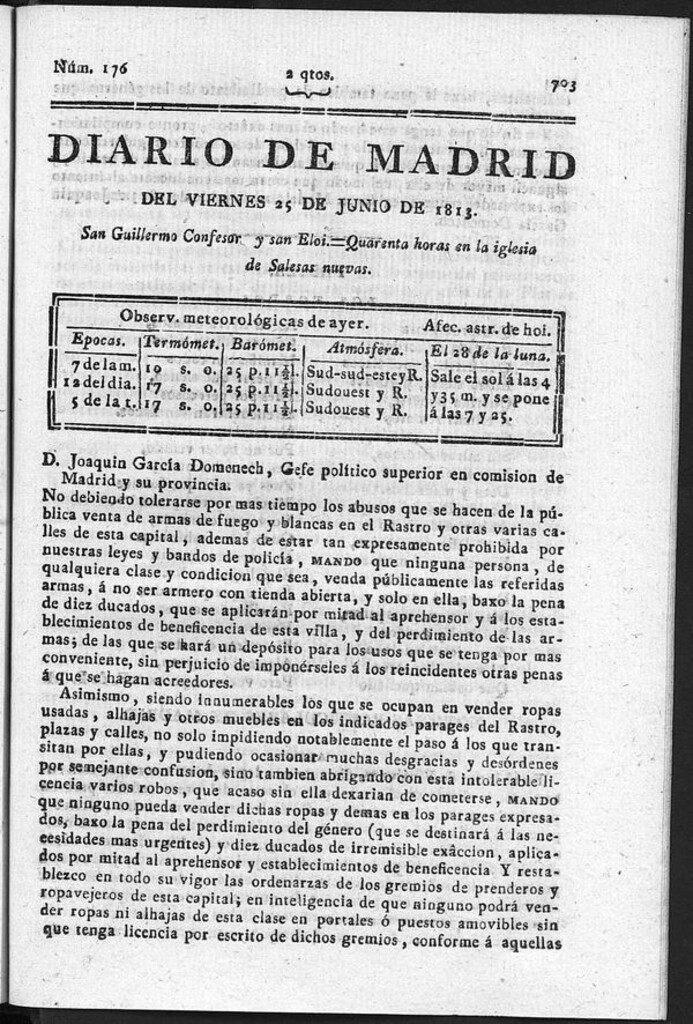 Núm. 176
2 qtos.
703
DIARIO DE MADRID
DEL VIERNES 25 DE JUNIO DE 1813.
San Guillermo Confesor y san Eloi.=Quarenta horas en la iglesia
de Salesas nuevas.
Observ. meteorológicas de ayer.
Afec. astr. de hoi.
Epocas. Termómet. Barómet. Atmósfera. El 28 de la luna.
7 de la m. 10 s. 0. 25 p. 11½l. Sud-sud-este y R. Sale el sol á las 4
12 del dia. 17 s. 0. 25 p. 11½l. Sudouest y R. y 35 m. y se pone
5 de la t. 17 s. 0. 25 p. 11½l. Sudouest y R. á las 7 y 25.
D. Joaquin García Domenech, Gefe político superior en comision de
Madrid y su provincia.
No debiendo tolerarse por mas tiempo los abusos que se hacen de la pú-
blica venta de armas de fuego y blancas en el Rastro y otras varias ca-
lles de esta capital, ademas de estar tan expresamente prohibida por
nuestras leyes y bandos de policía, MANDO que ninguna persona, de
qualquiera clase y condicion que sea, venda públicamente las referidas
armas, á no ser armero con tienda abierta, y solo en ella, baxo la pena
de diez ducados, que se aplicarán por mitad al aprehensor y á los esta-
blecimientos de beneficencia de esta villa, y del perdimiento de las ar-
mas; de las que se hará un depósito para los usos que se tenga por mas
conveniente, sin perjuicio de imponérseles á los reincidentes otras penas
á que se hagan acreedores.
Asimismo, siendo innumerables los que se ocupan en vender ropas
usadas, alhajas y otros muebles en los indicados parages del Rastro,
plazas y calles, no solo impidiendo notablemente el paso á los que tran-
sitan por ellas, y pudiendo ocasionar muchas desgracias y desórdenes
por semejante confusion, sino tambien abrigando con esta intolerable li-
cencia varios robos, que acaso sin ella dexarian de cometerse, MANDO
que ninguno pueda vender dichas ropas y demas en los parages expresa-
dos, baxo la pena del perdimiento del género (que se destinará á las ne-
cesidades mas urgentes) y diez ducados de irremisible exâccion, aplica-
dos por mitad al aprehensor y establecimientos de beneficencia Y resta-
blezco en todo su vigor las ordenanzas de los gremios de prenderos y
ropavejeros de esta capital; en inteligencia de que ninguno podrá ven-
der ropas ni alhajas de esta clase en portales ó puestos amovibles sin
que tenga licencia por escrito de dichos gremios, conforme á aquellas